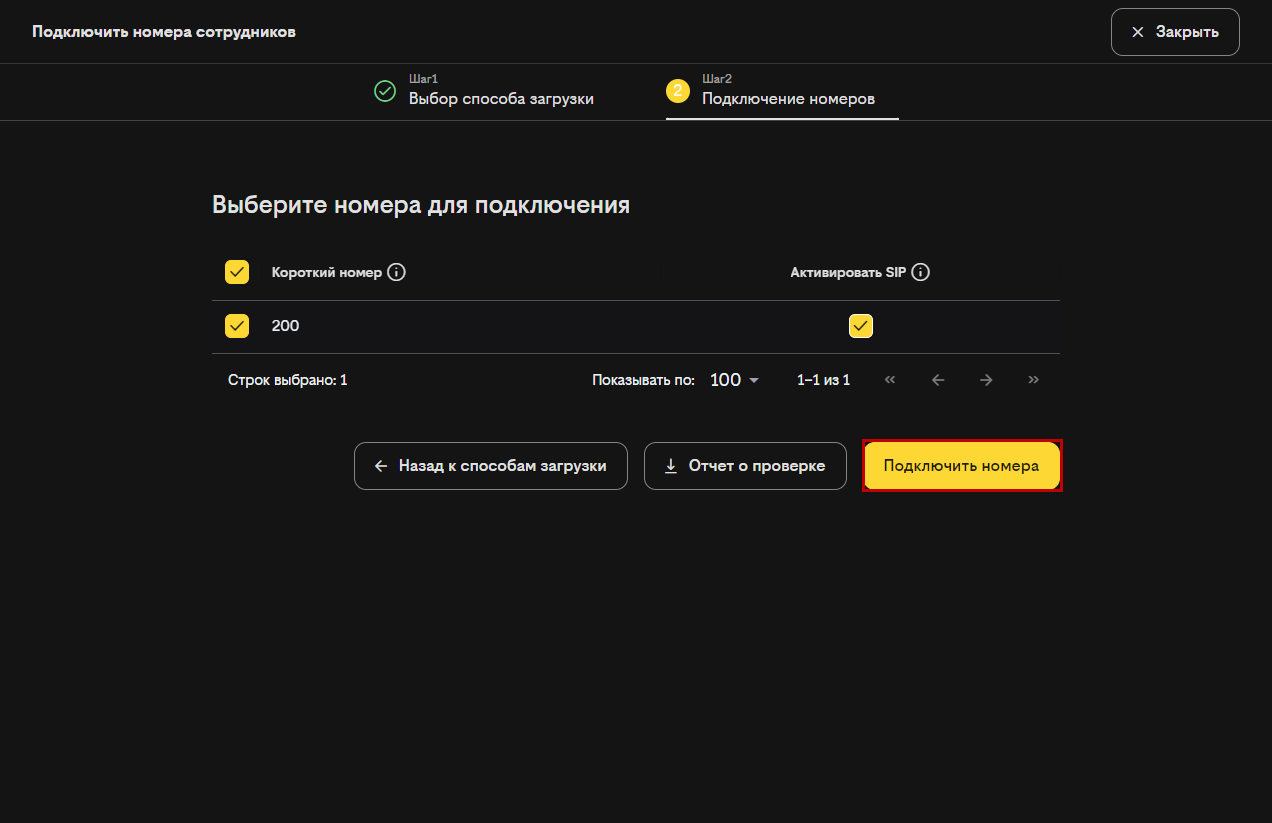 Подключить номера сотрудников
Закрыть
Шаг1
Выбор способа загрузки
2
Шаг2
Подключение номеров
Выберите номера для подключения
Короткий номер
Активировать SIP
200
Строк выбрано: 1
Показывать по: 100
1–1 из 1
Назад к способам загрузки
Отчет о проверке
Подключить номера